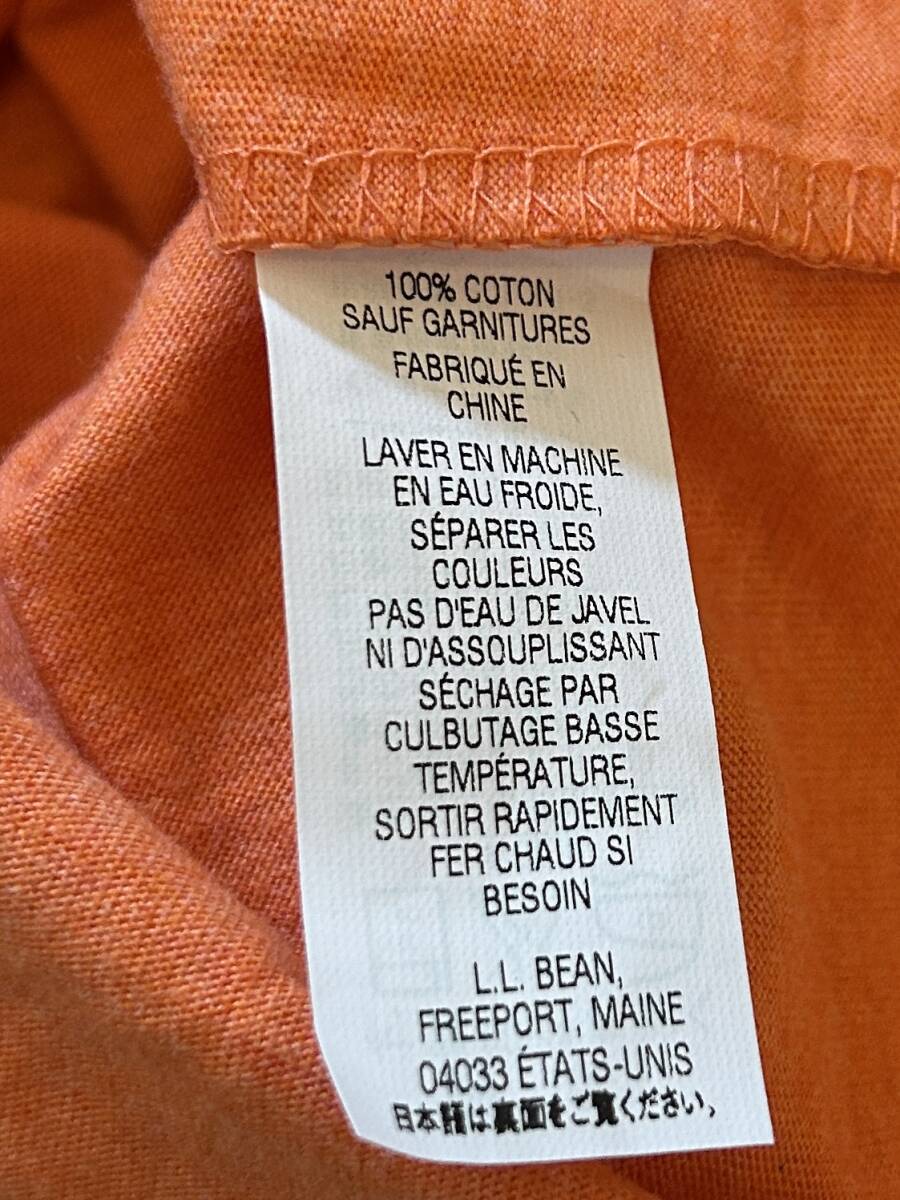 100% COTON
SAUF GARNITURES
FABRIQUÉ EN
CHINE
LAVER EN MACHINE
EN EAU FROIDE,
SÉPARER LES
COULEURS
PAS D'EAU DE JAVEL
NI D'ASSOUPLISSANT
SÉCHAGE PAR
CULBUTAGE BASSE
TEMPÉRATURE,
SORTIR RAPIDEMENT
FER CHAUD SI
BESOIN
L.L. BEAN,
FREEPORT, MAINE
04033 ÉTATS-UNIS
日本語は裏面をご覧ください、